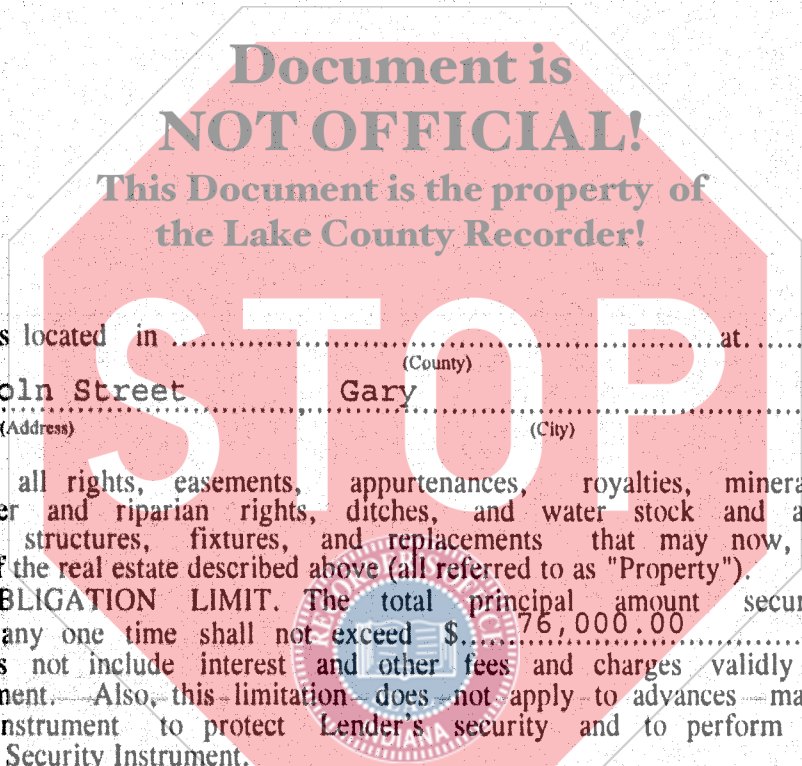 Document is
NOT OFFICIAL!
This Document is the property of
the Lake County Recorder!
STOP
s located in ........ at......
(County)
oln Street Gary
(Address) (City)
all rights, easements, appurtenances, royalties, minera
er and riparian rights, ditches, and water stock and a
structures, fixtures, and replacements that may now,
f the real estate described above (all referred to as "Property").
BLIGATION LIMIT. The total principal amount secur
any one time shall not exceed $....76,000.00
s not include interest and other fees and charges validly
ment. Also, this limitation does not apply to advances ma
nstrument to protect Lender's security and to perform
Security Instrument.
RECORDER'S OFFICE
INDIANA